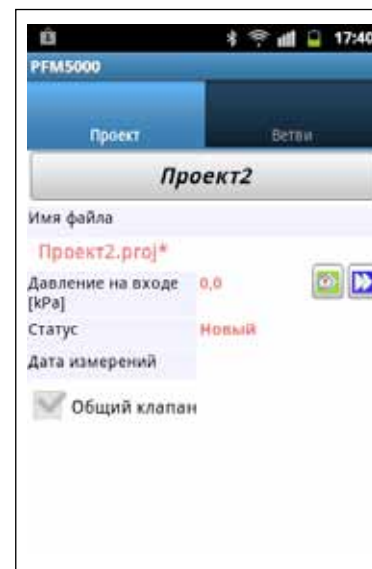 17:40
PFM5000
Проект
Ветви
Проект2
Имя файла
Проект2.proj*
Давление на входе 0,0
[kPa]
Статус Новый
Дата измерений
Общий клапан